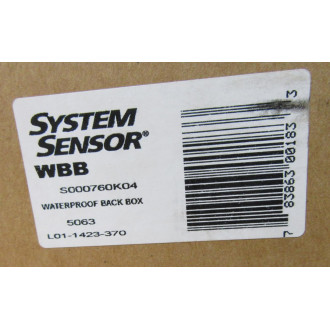 SYSTEM
SENSOR®
WBB
S000760K04
WATERPROOF BACK BOX
5063
L01-1423-370
7 83863 00183 3